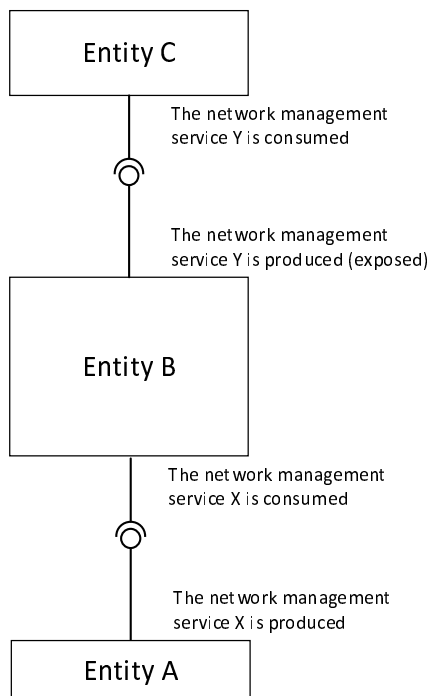 Entity C
The network management
service Y is consumed
The network management
service Y is produced (exposed)
Entity B
The network management
service X is consumed
The network management
service X is produced
Entity A